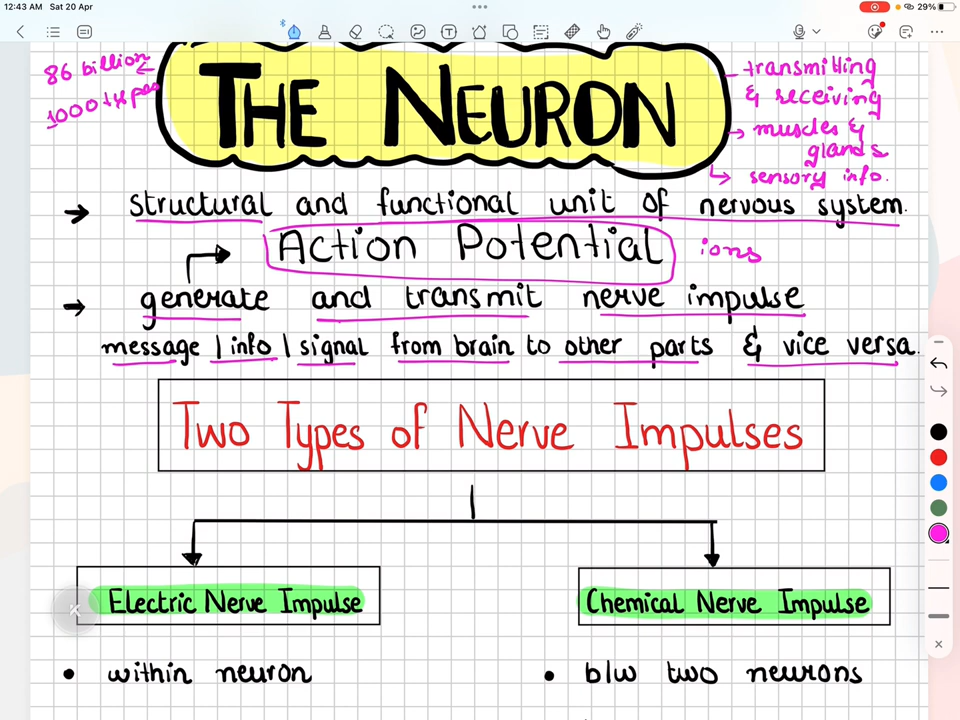 12:43 AM Sat 20 Apr
29%
THE NEURON
86 billion
1000 types
transmitting
& receiving
muscles &
glands
sensory info.
structural and functional unit of nervous system.
Action Potential
ions
generate and transmit nerve impulse
message | info | signal from brain to other parts & vice versa.
Two Types of Nerve Impulses
Electric Nerve Impulse
Chemical Nerve Impulse
• within neuron
• b/w two neurons